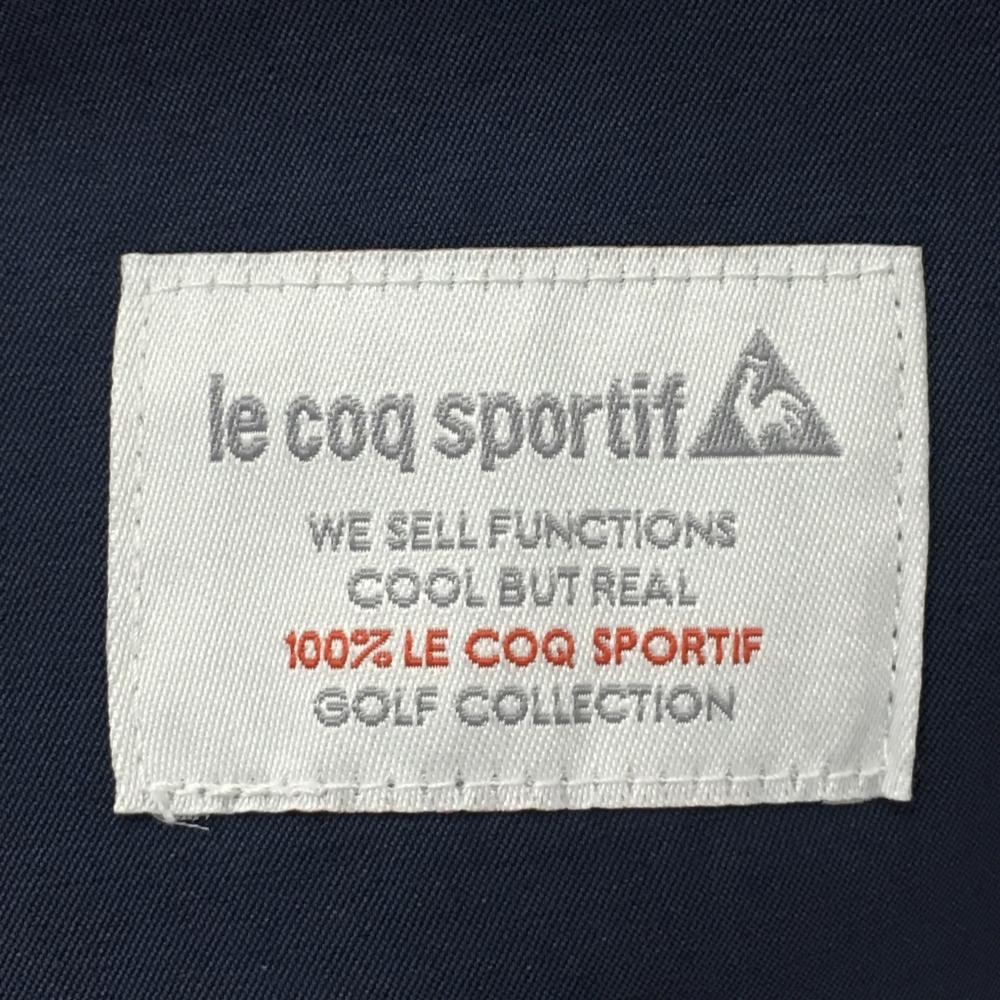 le coq sportif
WE SELL FUNCTIONS
COOL BUT REAL
100% LE COQ SPORTIF
GOLF COLLECTION